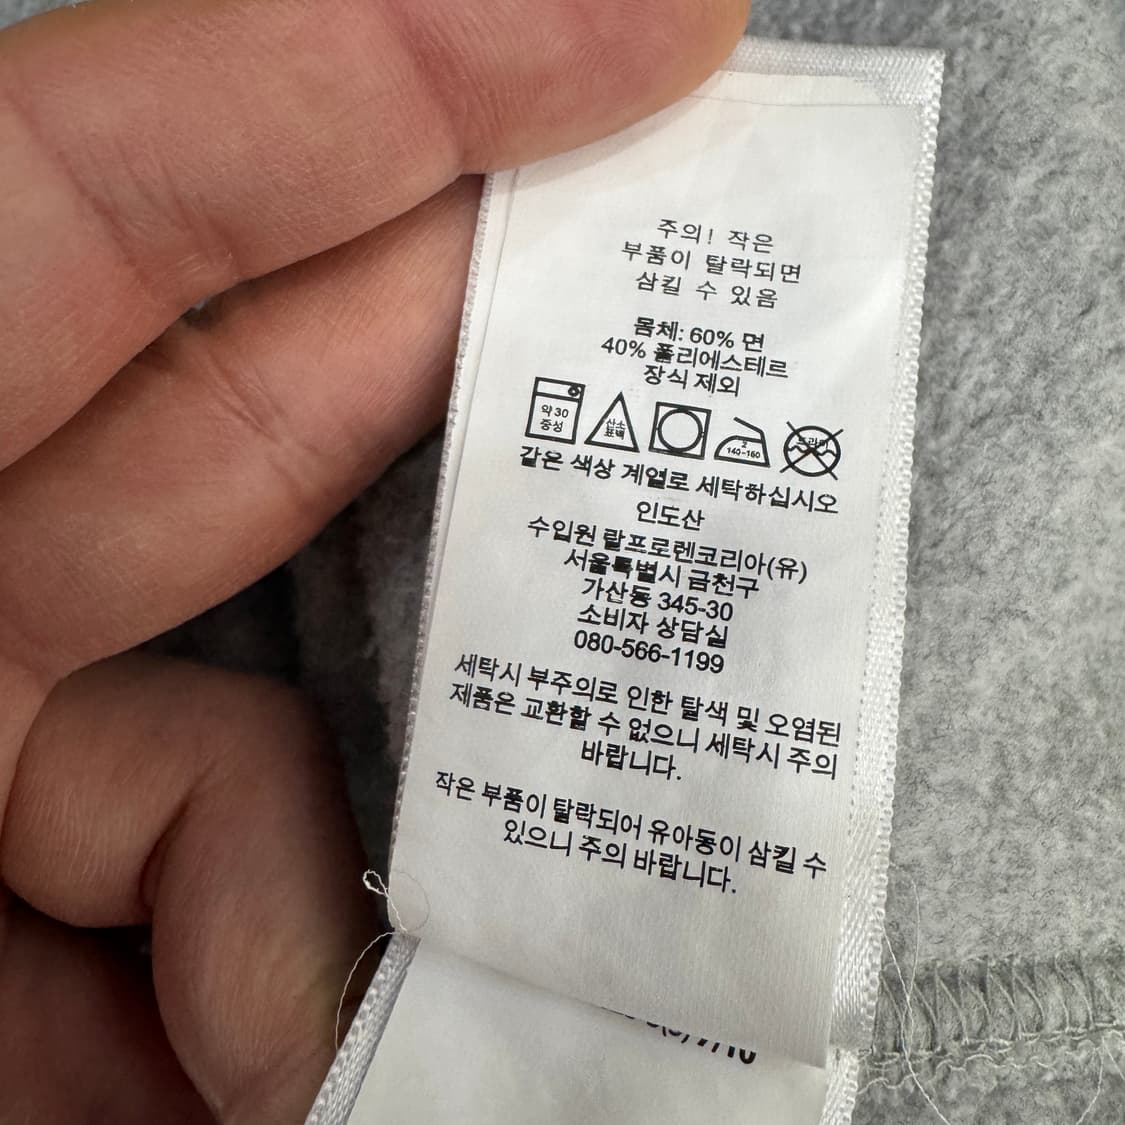 주의! 작은
부품이 탈락되면
삼킬 수 있음
몸체: 60% 면
40% 폴리에스테르
장식 제외
약 30
중성
산소
표백
2
140-160
드라이
같은 색상 계열로 세탁하십시오
인도산
수입원 랄프로렌코리아(유)
서울특별시 금천구
가산동 345-30
소비자 상담실
080-566-1199
세탁시 부주의로 인한 탈색 및 오염된
제품은 교환할 수 없으니 세탁시 주의
바랍니다.
작은 부품이 탈락되어 유아동이 삼킬 수
있으니 주의 바랍니다.